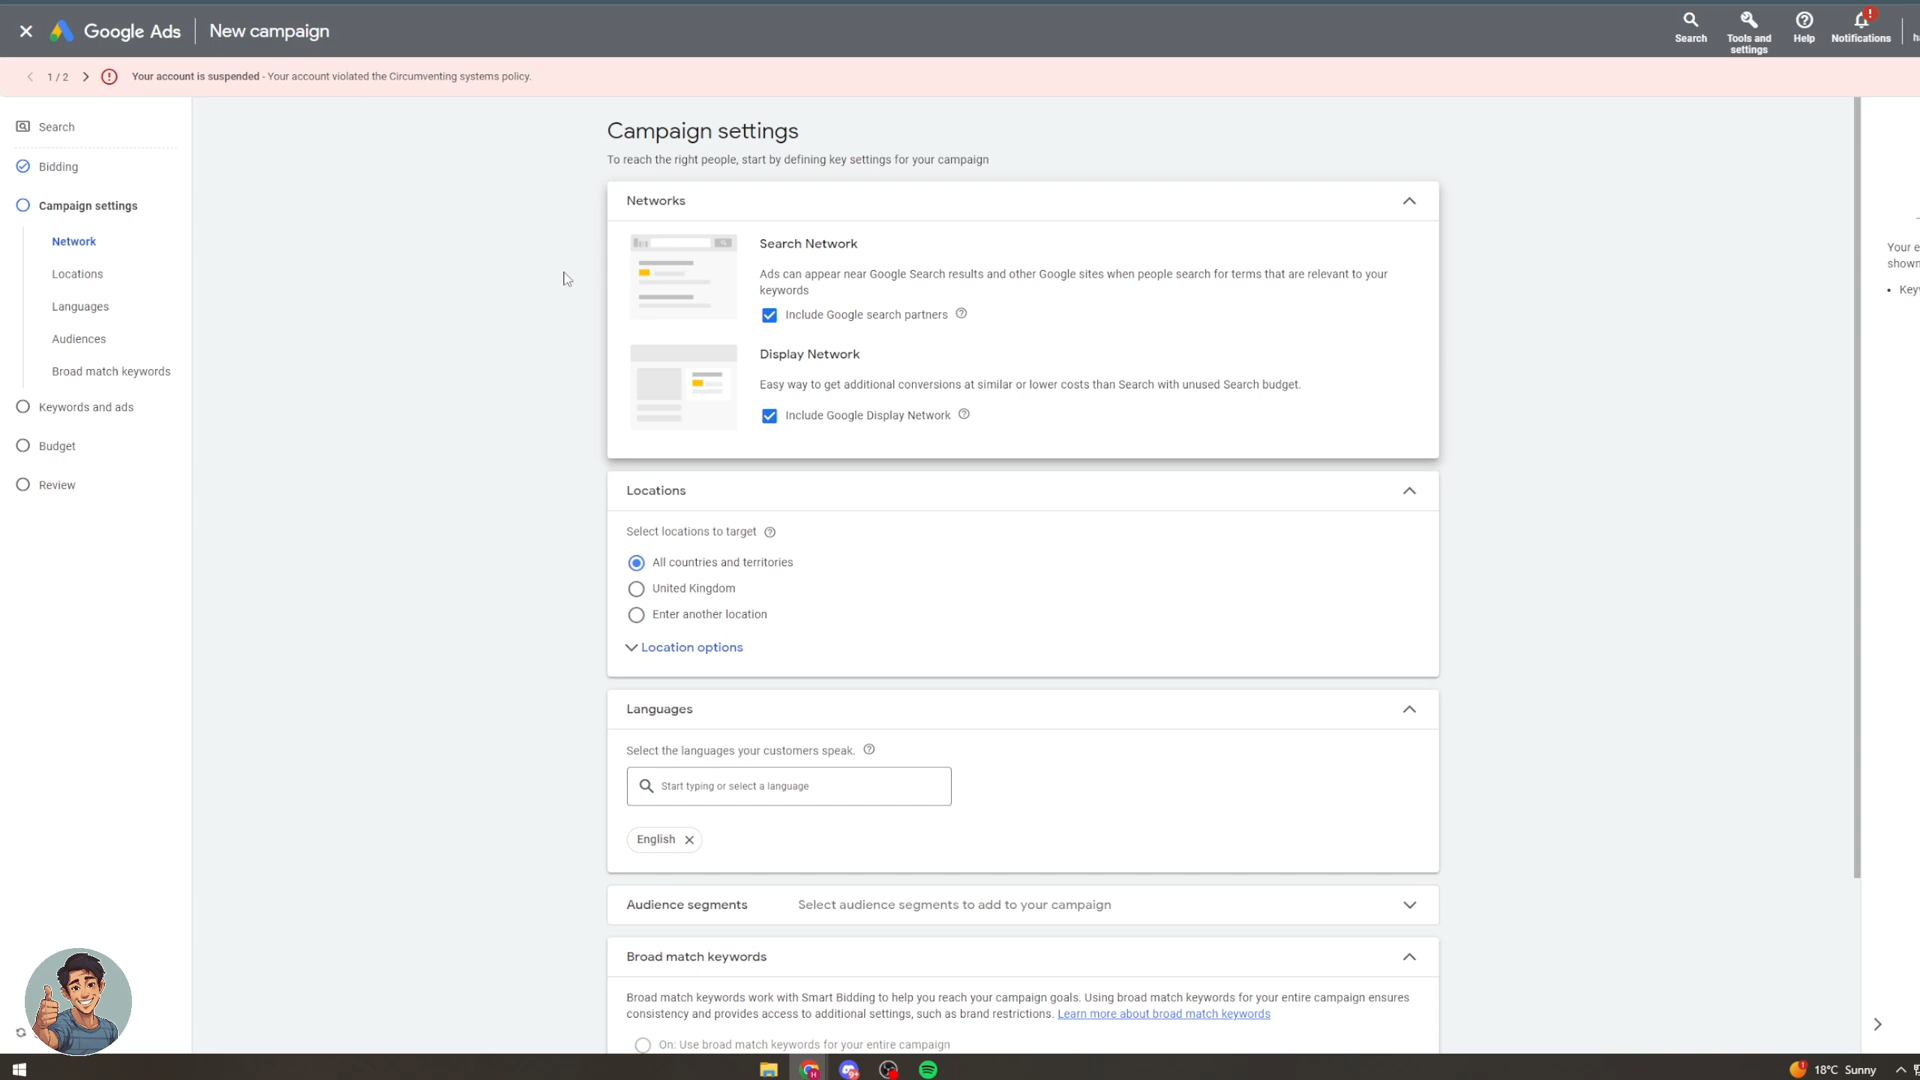 Google Ads
New campaign
Search
Tools and
settings
Help
Notifications
1 / 2
Your account is suspended - Your account violated the Circumventing systems policy.
Search
Bidding
Campaign settings
Network
Locations
Languages
Audiences
Broad match keywords
Keywords and ads
Budget
Review
Campaign settings
To reach the right people, start by defining key settings for your campaign
Networks
Search Network
Ads can appear near Google Search results and other Google sites when people search for terms that are relevant to your
keywords
Include Google search partners
Display Network
Easy way to get additional conversions at similar or lower costs than Search with unused Search budget.
Include Google Display Network
Locations
Select locations to target
All countries and territories
United Kingdom
Enter another location
Location options
Languages
Select the languages your customers speak.
Start typing or select a language
English
Audience segments
Select audience segments to add to your campaign
Broad match keywords
Broad match keywords work with Smart Bidding to help you reach your campaign goals. Using broad match keywords for your entire campaign ensures
consistency and provides access to additional settings, such as brand restrictions. Learn more about broad match keywords
On: Use broad match keywords for your entire campaign
Your e
shown
• Keyw
18°C Sunny